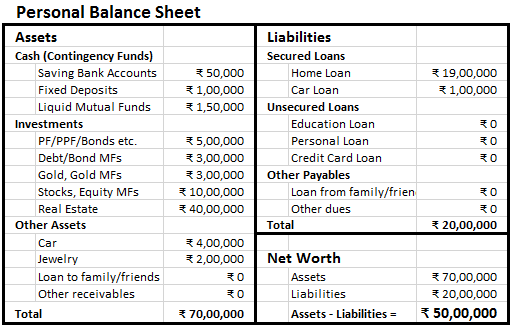 Personal Balance Sheet
Assets
Cash (Contingency Funds)
Saving Bank Accounts ₹ 50,000
Fixed Deposits ₹ 1,00,000
Liquid Mutual Funds ₹ 1,50,000
Investments
PF/PPF/Bonds etc. ₹ 5,00,000
Debt/Bond MFs ₹ 3,00,000
Gold, Gold MFs ₹ 3,00,000
Stocks, Equity MFs ₹ 10,00,000
Real Estate ₹ 40,00,000
Other Assets
Car ₹ 4,00,000
Jewelry ₹ 2,00,000
Loan to family/friends ₹ 0
Other receivables ₹ 0
Total ₹ 70,00,000
Liabilities
Secured Loans
Home Loan ₹ 19,00,000
Car Loan ₹ 1,00,000
Unsecured Loans
Education Loan ₹ 0
Personal Loan ₹ 0
Credit Card Loan ₹ 0
Other Payables
Loan from family/frien ₹ 0
Other dues ₹ 0
Total ₹ 20,00,000
Net Worth
Assets ₹ 70,00,000
Liabilities ₹ 20,00,000
Assets - Liabilities = ₹ 50,00,000